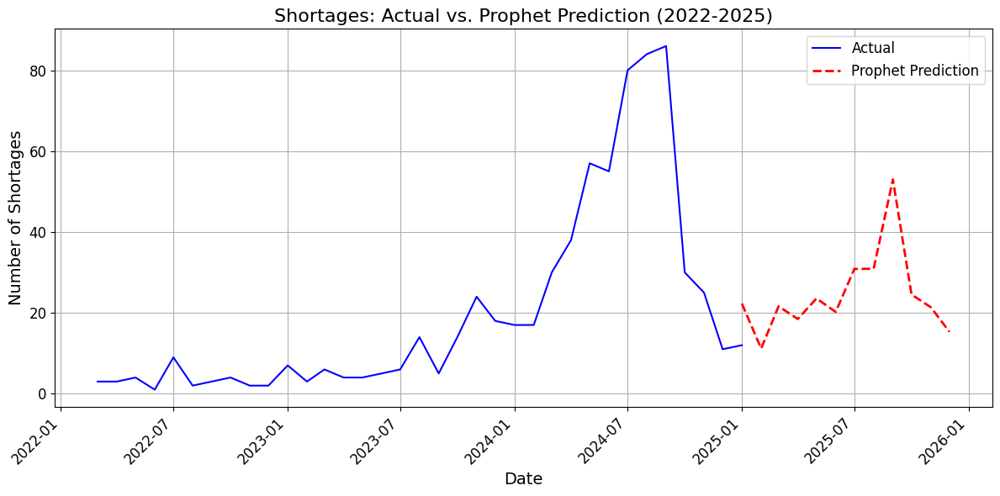 Shortages: Actual vs. Prophet Prediction (2022-2025)
Actual
Prophet Prediction
Number of Shortages
80
60
40
20
0
2022-01
2022-07
2023-01
2023-07
2024-01
2024-07
2025-01
2025-07
2026-01
Date